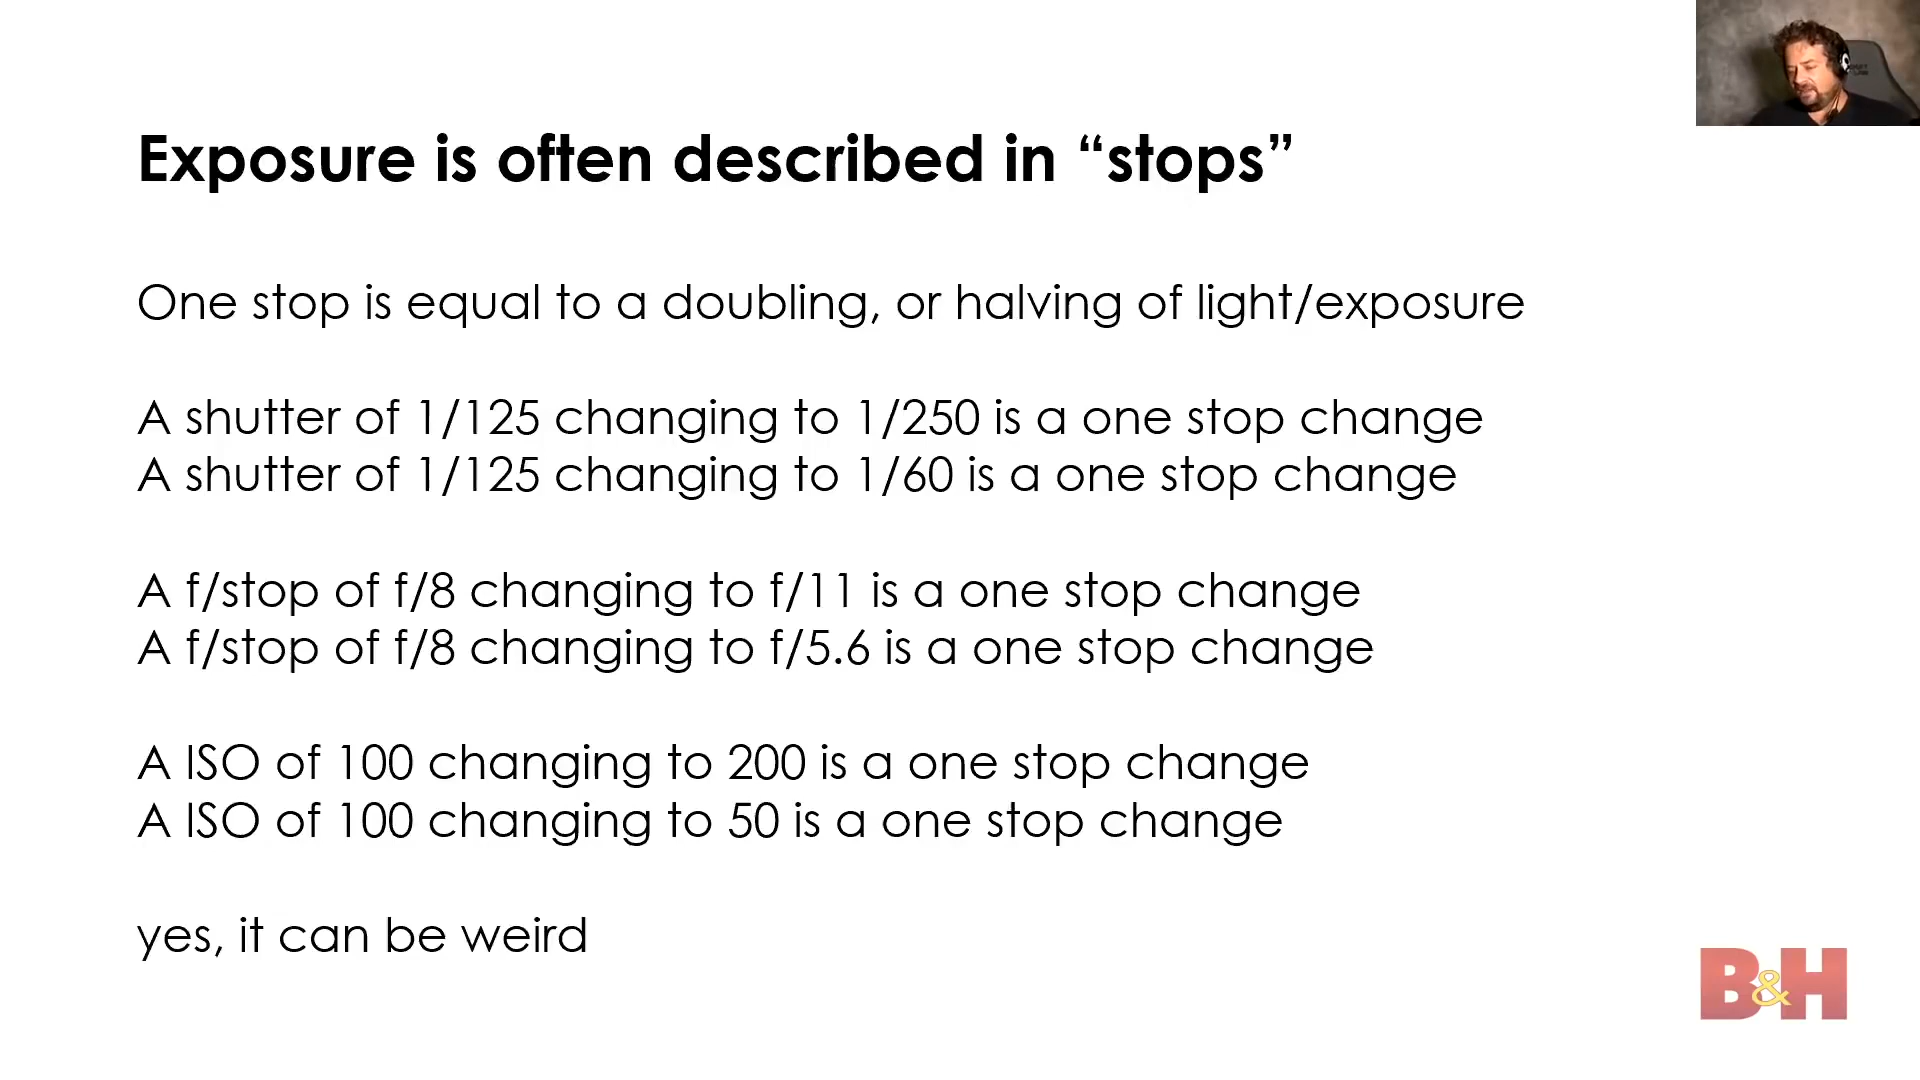 Exposure is often described in “stops”
One stop is equal to a doubling, or halving of light/exposure
A shutter of 1/125 changing to 1/250 is a one stop change
A shutter of 1/125 changing to 1/60 is a one stop change
A f/stop of f/8 changing to f/11 is a one stop change
A f/stop of f/8 changing to f/5.6 is a one stop change
A ISO of 100 changing to 200 is a one stop change
A ISO of 100 changing to 50 is a one stop change
yes, it can be weird
B&H